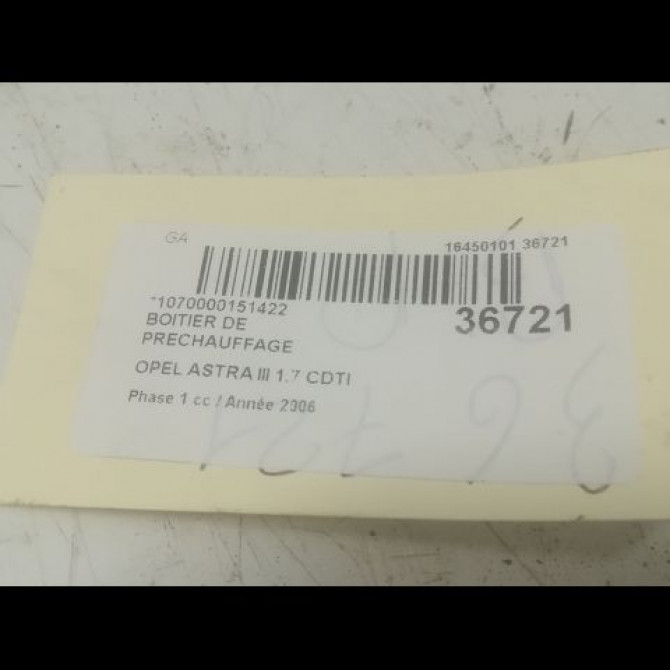 GA
16450101 36721
-1070000151422
36721
BOITIER DE
PRECHAUFFAGE
OPEL ASTRA III 1.7 CDTI
Phase 1 cc / Année 2006
36721